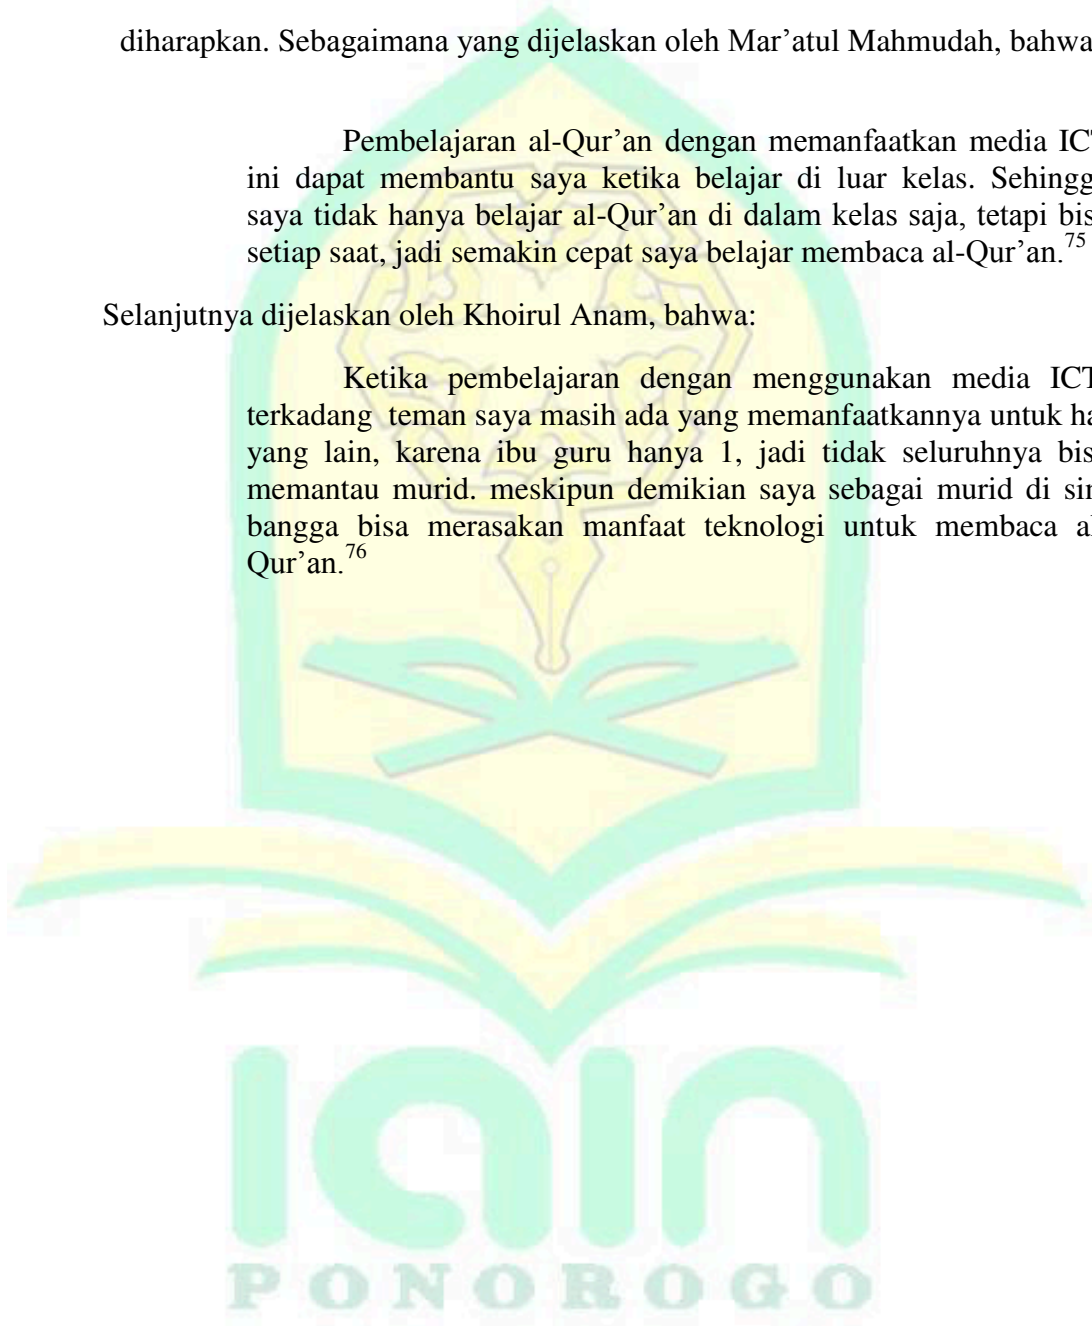 diharapkan. Sebagaimana yang dijelaskan oleh Mar’atul Mahmudah, bahwa
Pembelajaran al-Qur’an dengan memanfaatkan media IC
ini dapat membantu saya ketika belajar di luar kelas. Sehingg
saya tidak hanya belajar al-Qur’an di dalam kelas saja, tetapi bis
setiap saat, jadi semakin cepat saya belajar membaca al-Qur’an.75
Selanjutnya dijelaskan oleh Khoirul Anam, bahwa:
Ketika pembelajaran dengan menggunakan media ICT
terkadang teman saya masih ada yang memanfaatkannya untuk ha
yang lain, karena ibu guru hanya 1, jadi tidak seluruhnya bis
memantau murid. meskipun demikian saya sebagai murid di sin
bangga bisa merasakan manfaat teknologi untuk membaca a
Qur’an.76
iain
PONOROGO